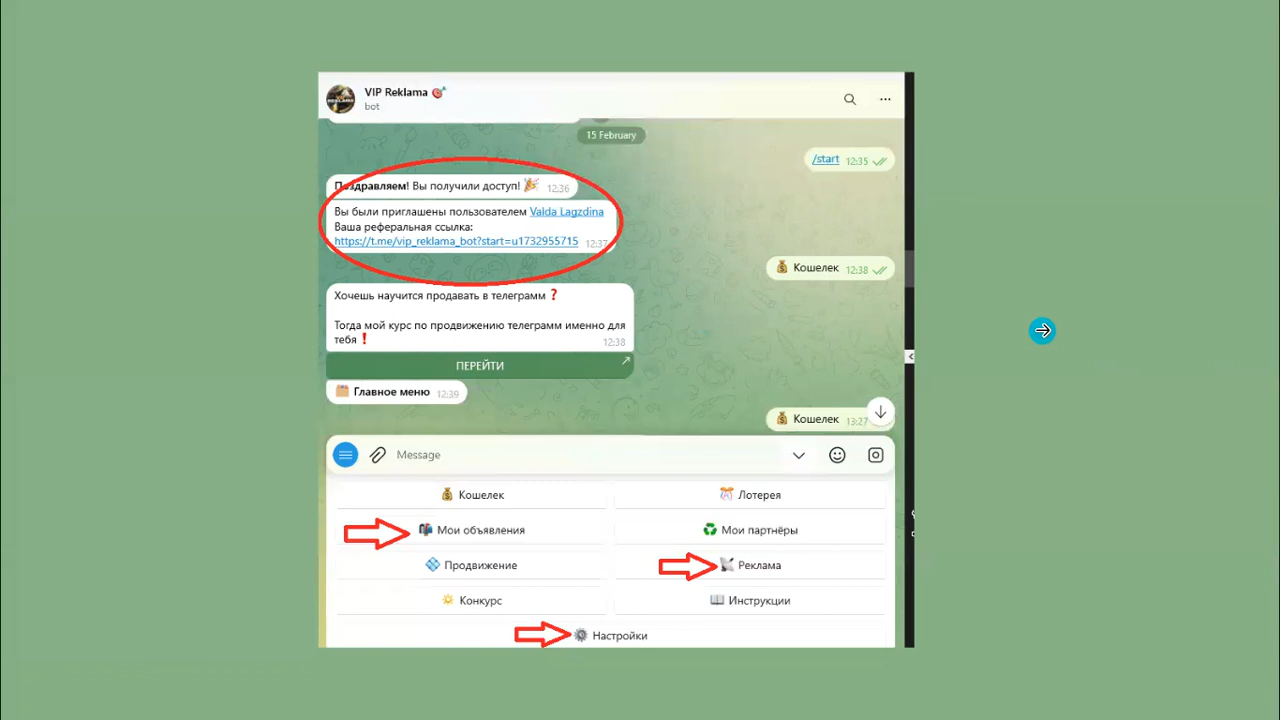 VIP Reklama
bot
15 February
/start 12:35
Поздравляем! Вы получили доступ! 12:36
Вы были приглашены пользователем Valda Lagzdina
Ваша реферальная ссылка:
https://t.me/vip_reklama_bot?start=u1732955715 12:37
Кошелек 12:38
Хочешь научится продавать в телеграмм ❓
Тогда мой курс по продвижению телеграмм именно для
тебя❗
12:38
ПЕРЕЙТИ
Главное меню 12:39
Кошелек 13:27
Message
Кошелек
Лотерея
Мои объявления
Мои партнёры
Продвижение
Реклама
Конкурс
Инструкции
Настройки